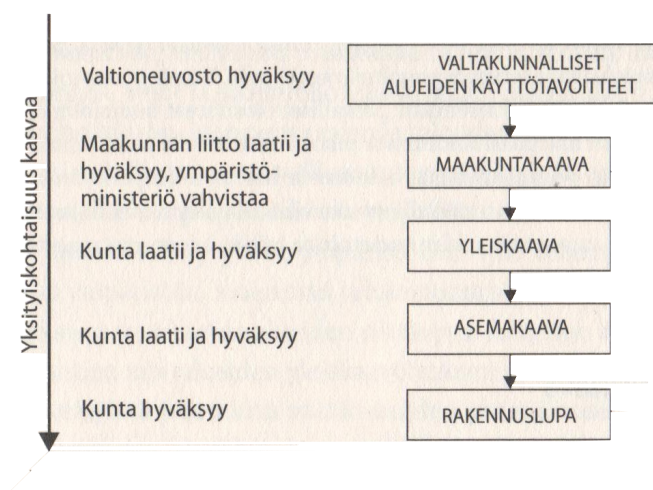 Yksityiskohtaisuus kasvaa
Valtioneuvosto hyväksyy
VALTAKUNNALLISET
ALUEIDEN KÄYTTÖTAVOITTEET
Maakunnan liitto laatii ja
hyväksyy, ympäristö-
ministeriö vahvistaa
MAAKUNTAKAAVA
Kunta laatii ja hyväksyy
YLEISKAAVA
Kunta laatii ja hyväksyy
ASEMAKAAVA
Kunta hyväksyy
RAKENNUSLUPA